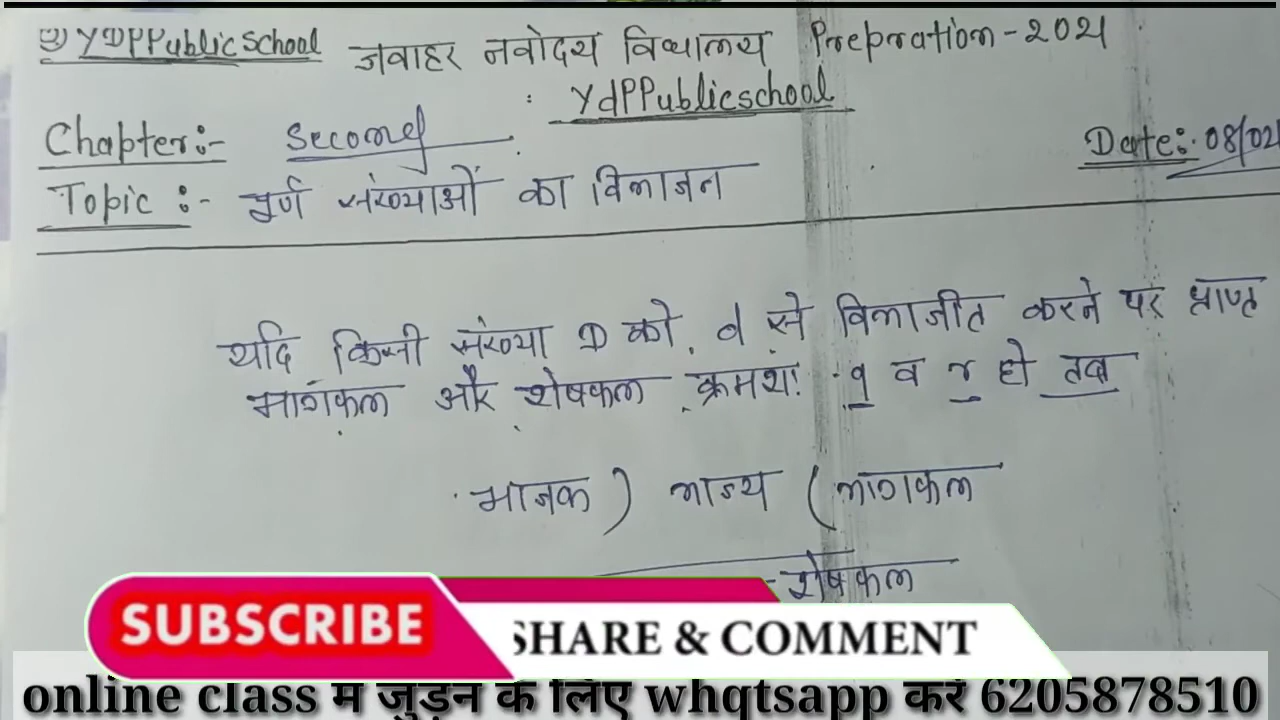 YDPPublicSchool जवाहर नवोदय विधालय Prepration-2021
: YdPPublicschool
Chapter:- Second
Date:- 08/02
Topic :- पुर्ण संख्याओं का विभाजन
यदि किसी संख्या D को d से विभाजीत करने पर प्राप्त
भागफल और शेषफल क्रमशः q व r हो तब
भाजक ) भाज्य ( भागफल
- शेषफल
SUBSCRIBE
SHARE & COMMENT
online class में जुड़ने के लिए whqtsapp करें 6205878510